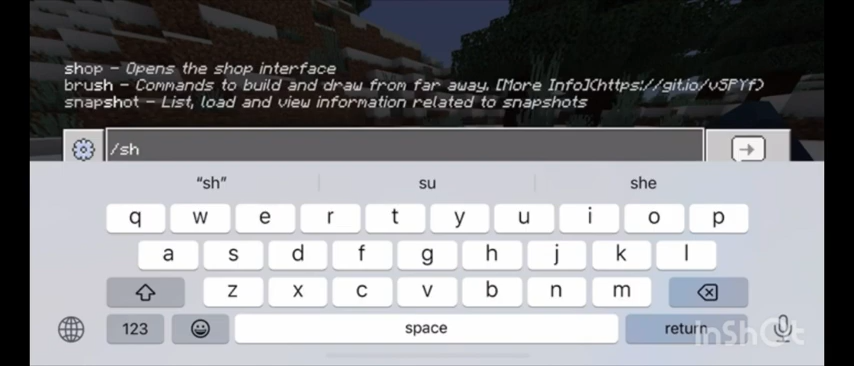 shop – Opens the shop interface
brush – Commands to build and draw from far away. [More Info](https://git.io/vSPYf)
snapshot – List, load and view information related to snapshots
/sh
“sh” su she
q w e r t y u i o p
a s d f g h j k l
z x c v b n m
123 space return
InShOt